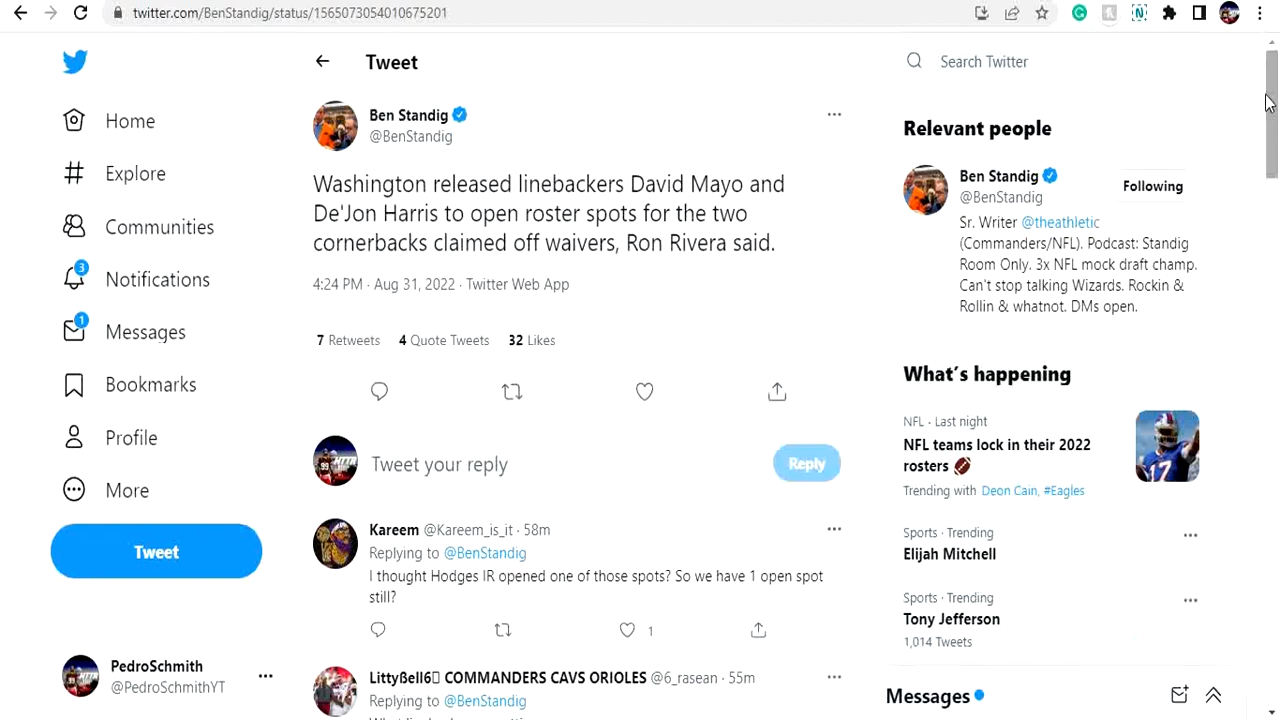 twitter.com/BenStandig/status/1565073054010675201
Home
Explore
Communities
3
Notifications
1
Messages
Bookmarks
Profile
More
Tweet
PedroSchmith
@PedroSchmithYT
Tweet
Ben Standig
@BenStandig
Washington released linebackers David Mayo and
De'Jon Harris to open roster spots for the two
cornerbacks claimed off waivers, Ron Rivera said.
4:24 PM · Aug 31, 2022 · Twitter Web App
7 Retweets 4 Quote Tweets 32 Likes
Tweet your reply
Reply
Kareem @Kareem_is_it · 58m
Replying to @BenStandig
I thought Hodges IR opened one of those spots? So we have 1 open spot
still?
1
Littyßell6 COMMANDERS CAVS ORIOLES @6_rasean · 55m
Replying to @BenStandig
Search Twitter
Relevant people
Ben Standig
@BenStandig
Following
Sr. Writer @theathletic
(Commanders/NFL). Podcast: Standig
Room Only. 3x NFL mock draft champ.
Can't stop talking Wizards. Rockin &
Rollin & whatnot. DMs open.
What's happening
NFL · Last night
NFL teams lock in their 2022
rosters 🏈
Trending with Deon Cain, #Eagles
17
Sports · Trending
Elijah Mitchell
Sports · Trending
Tony Jefferson
1,014 Tweets
Messages